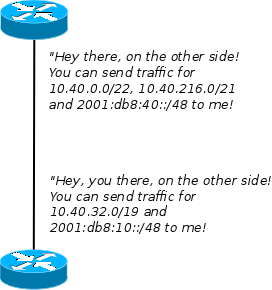 "Hey there, on the other side!
You can send traffic for
10.40.0.0/22, 10.40.216.0/21
and 2001:db8:40::/48 to me!
"Hey, you there, on the other side!
You can send traffic for
10.40.32.0/19 and
2001:db8:10::/48 to me!